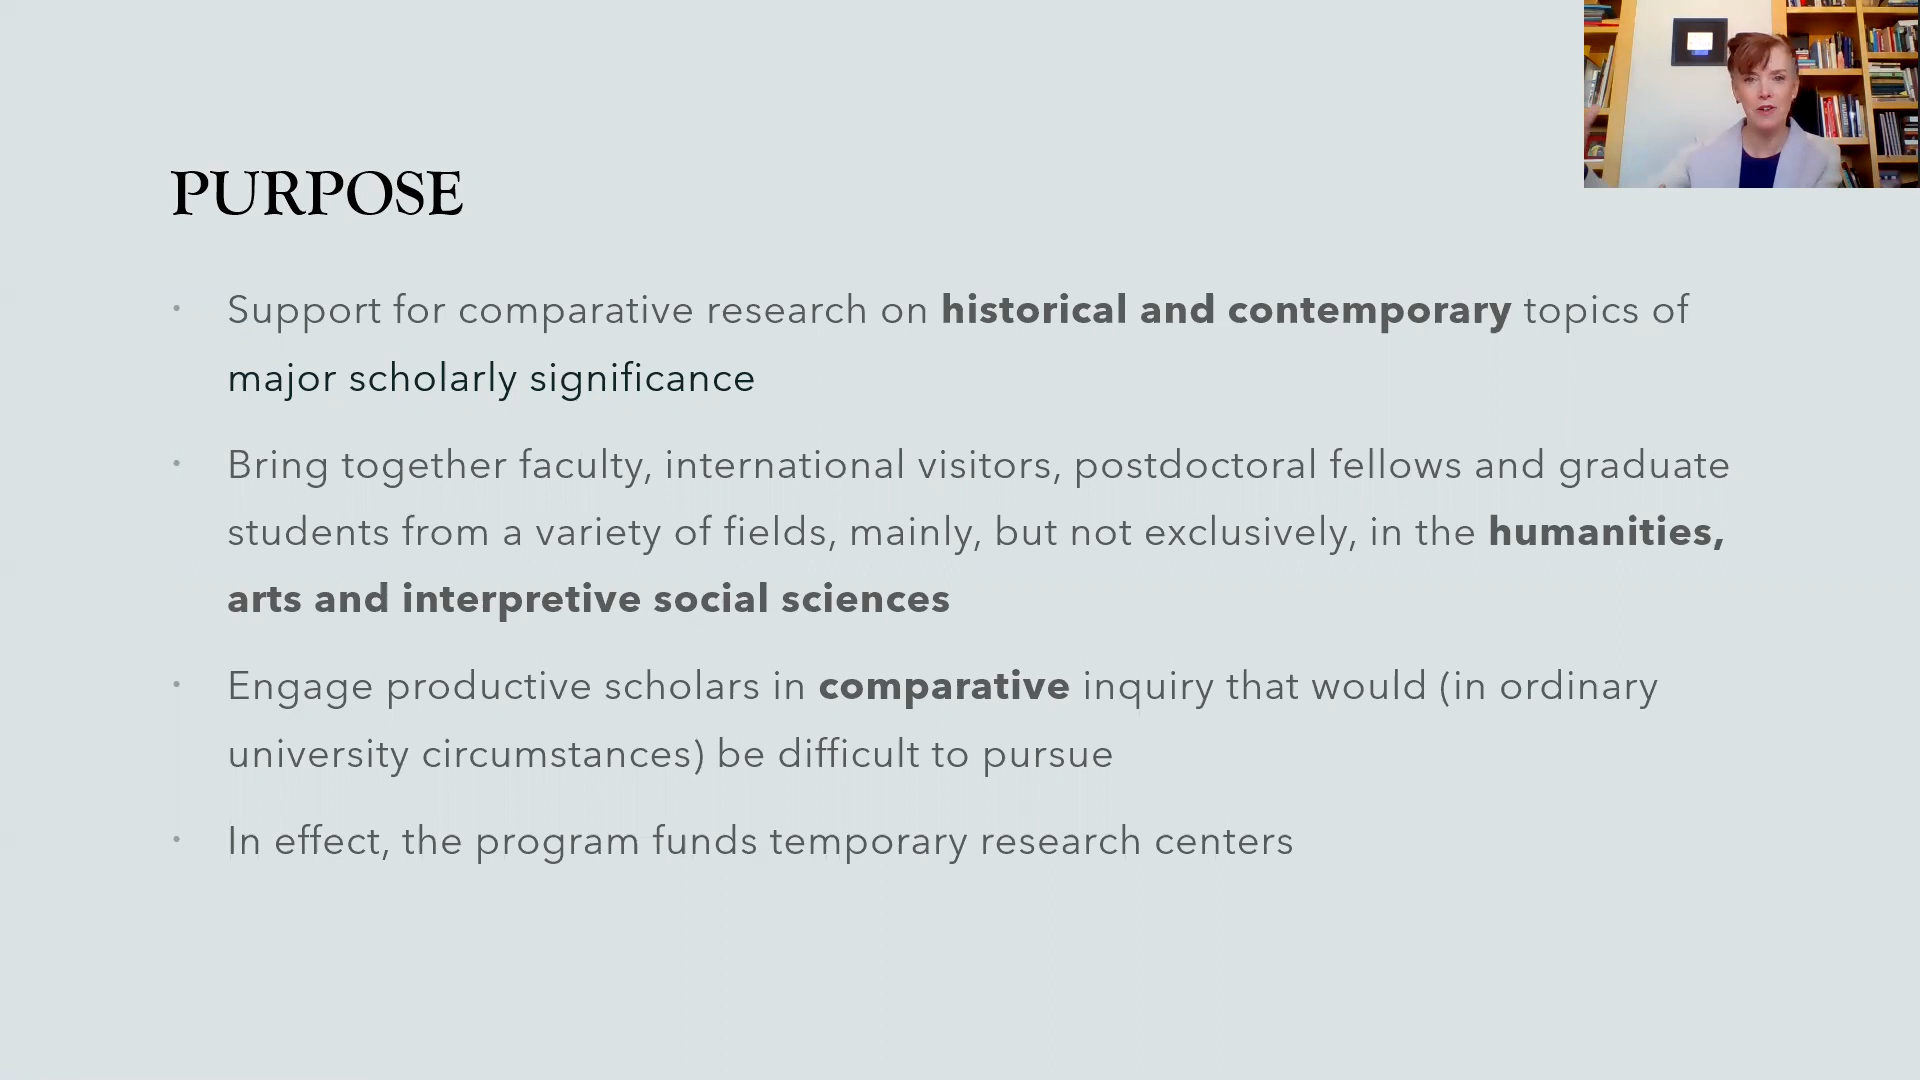 PURPOSE
• Support for comparative research on historical and contemporary topics of
major scholarly significance
• Bring together faculty, international visitors, postdoctoral fellows and graduate
students from a variety of fields, mainly, but not exclusively, in the humanities,
arts and interpretive social sciences
• Engage productive scholars in comparative inquiry that would (in ordinary
university circumstances) be difficult to pursue
• In effect, the program funds temporary research centers